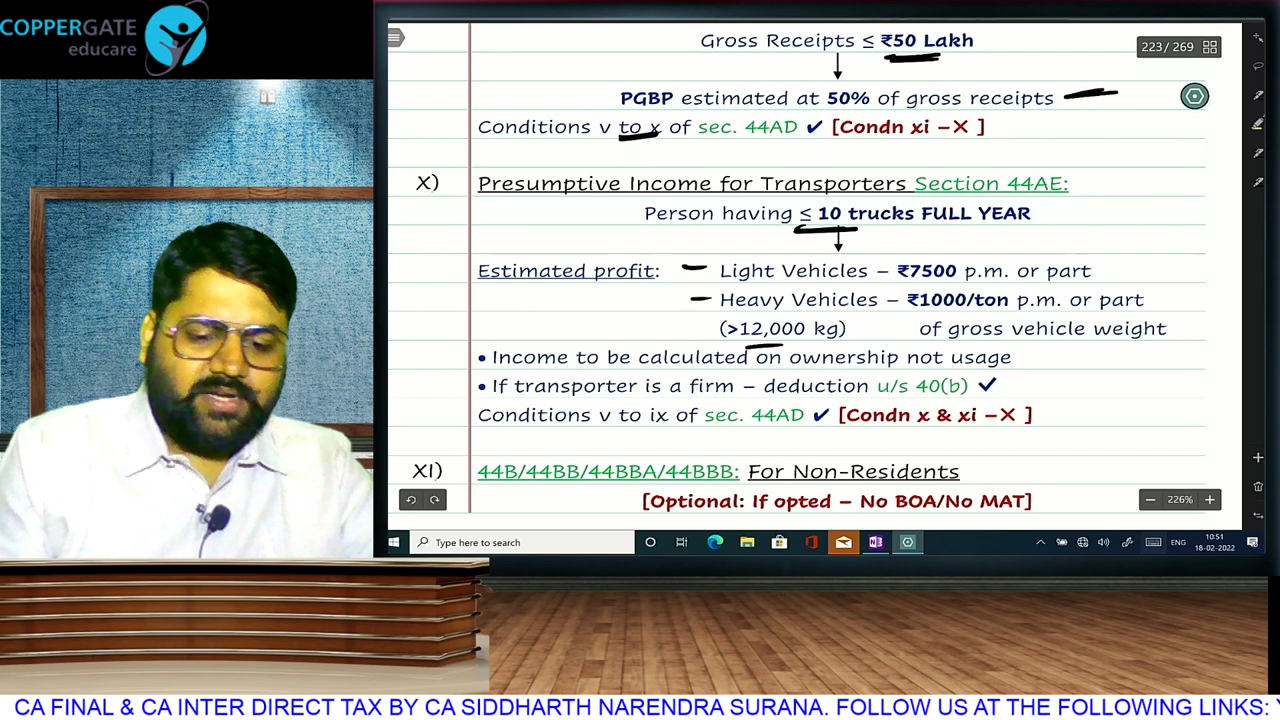 COPPERGATE
educare
Gross Receipts ≤ ₹50 Lakh
223/269
PGBP estimated at 50% of gross receipts
Conditions v to x of sec. 44AD ✔ [Condn xi –✕ ]
X) Presumptive Income for Transporters Section 44AE:
Person having ≤ 10 trucks FULL YEAR
Estimated profit: Light Vehicles – ₹7500 p.m. or part
Heavy Vehicles – ₹1000/ton p.m. or part
(>12,000 kg) of gross vehicle weight
• Income to be calculated on ownership not usage
• If transporter is a firm – deduction u/s 40(b) ✔
Conditions v to ix of sec. 44AD ✔ [Condn x & xi –✕ ]
XI) 44B/44BB/44BBA/44BBB: For Non-Residents
[Optional: If opted – No BOA/No MAT]
226%
Type here to search
ENG
10:51
18-02-2022
CA FINAL & CA INTER DIRECT TAX BY CA SIDDHARTH NARENDRA SURANA. FOLLOW US AT THE FOLLOWING LINKS: